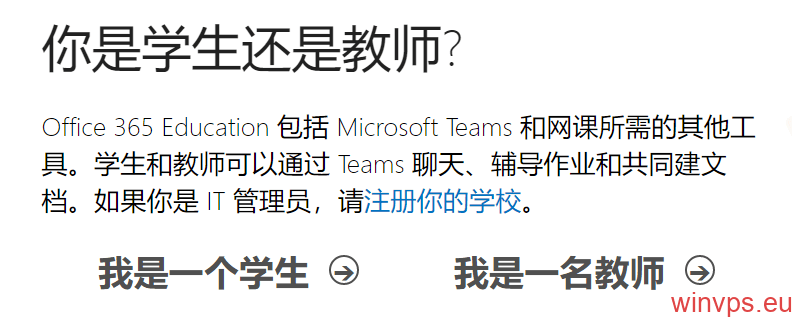 你是学生还是教师?
Office 365 Education 包括 Microsoft Teams 和网课所需的其他工
具。学生和教师可以通过 Teams 聊天、辅导作业和共同建文
档。如果你是 IT 管理员，请注册你的学校。
我是一个学生 我是一名教师
winvps.eu